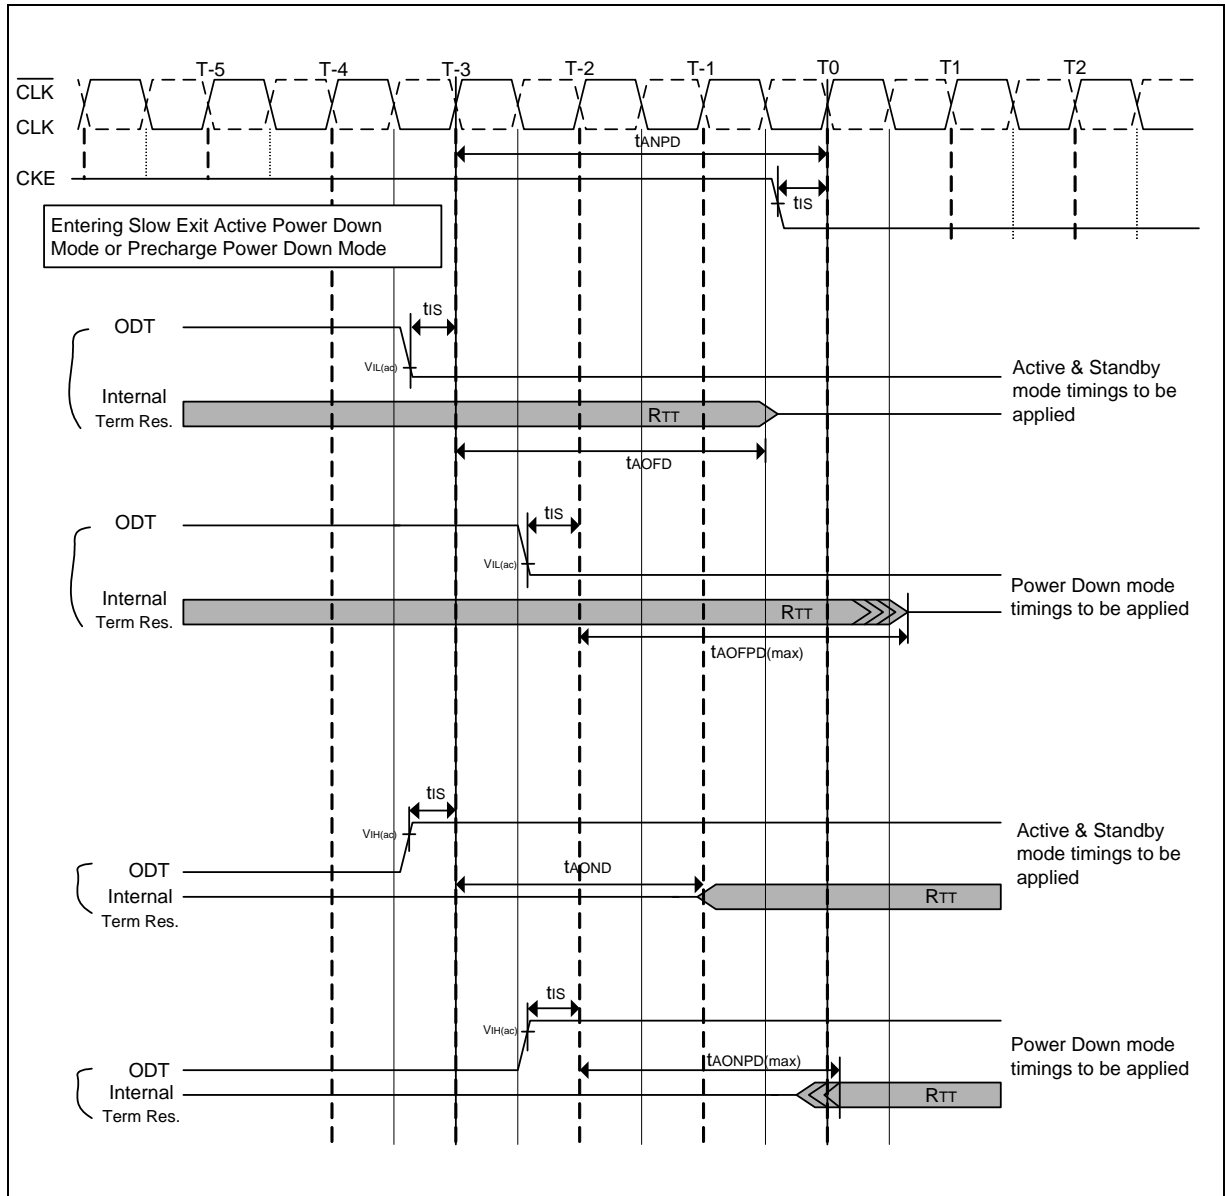 T-5 T-4 T-3 T-2 T-1 T0 T1 T2
CLK
CLK
tANPD
CKE
tIS
Entering Slow Exit Active Power Down
Mode or Precharge Power Down Mode
tIS
ODT
VIL(ac)
Active & Standby
mode timings to be
applied
Internal
Term Res.
RTT
tAOFD
tIS
ODT
VIL(ac)
Power Down mode
timings to be applied
Internal
Term Res.
RTT
tAOFPD(max)
tIS
VIH(ac)
Active & Standby
mode timings to be
applied
ODT
tAOND
Internal
Term Res.
RTT
tIS
VIH(ac)
Power Down mode
timings to be applied
ODT
tAONPD(max)
Internal
Term Res.
RTT